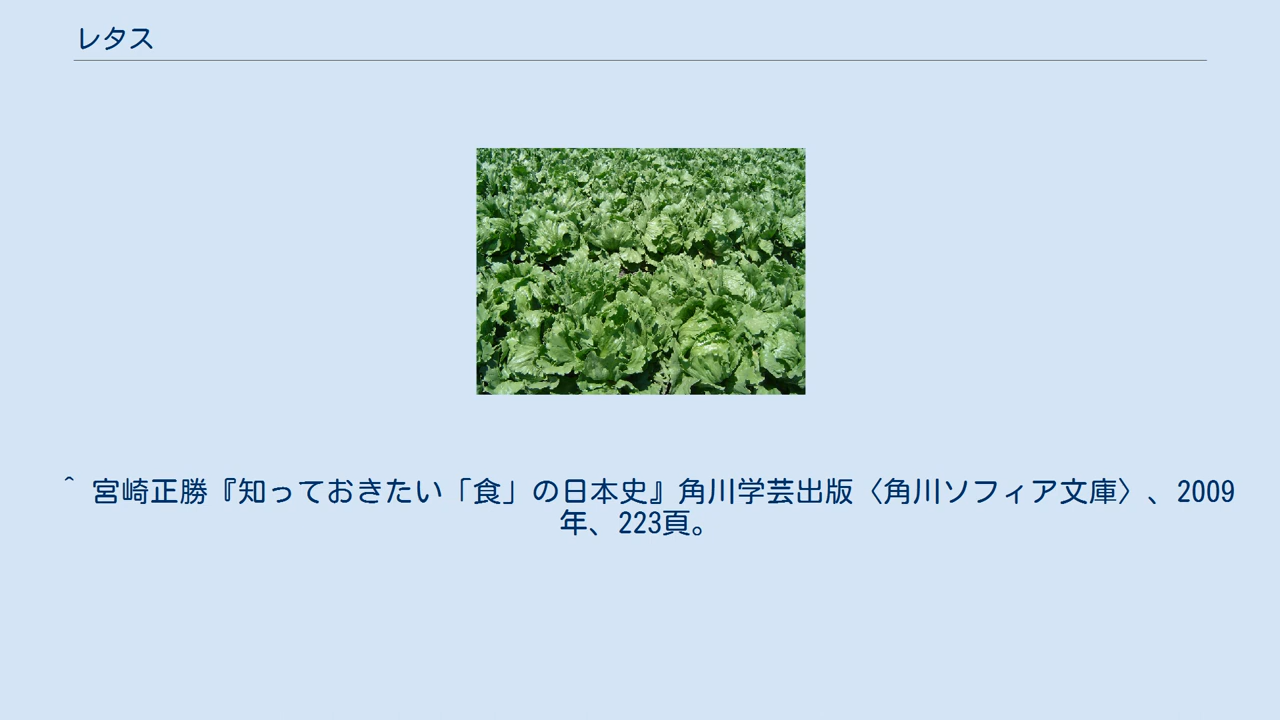 レタス
^ 宮崎正勝『知っておきたい「食」の日本史』角川学芸出版〈角川ソフィア文庫〉、2009
年、223頁。